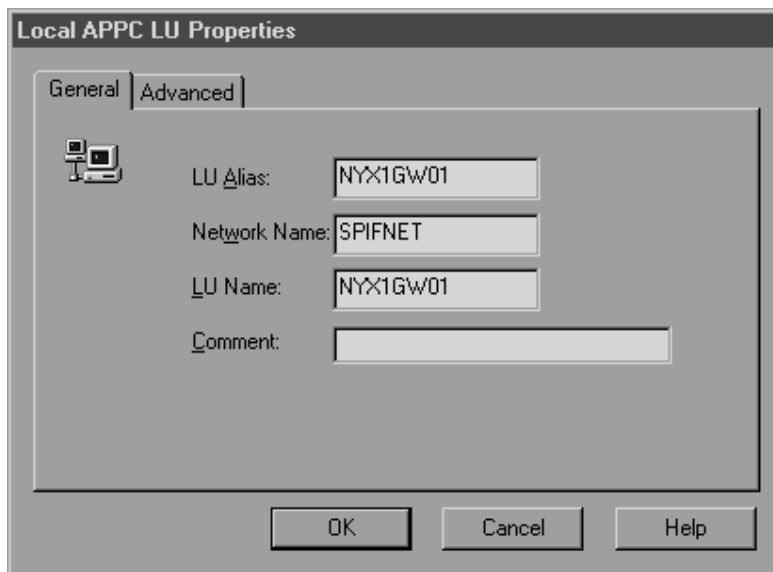 Local APPC LU Properties
General Advanced
LU Alias: NYX1GW01
Network Name: SPIFNET
LU Name: NYX1GW01
Comment:
OK Cancel Help